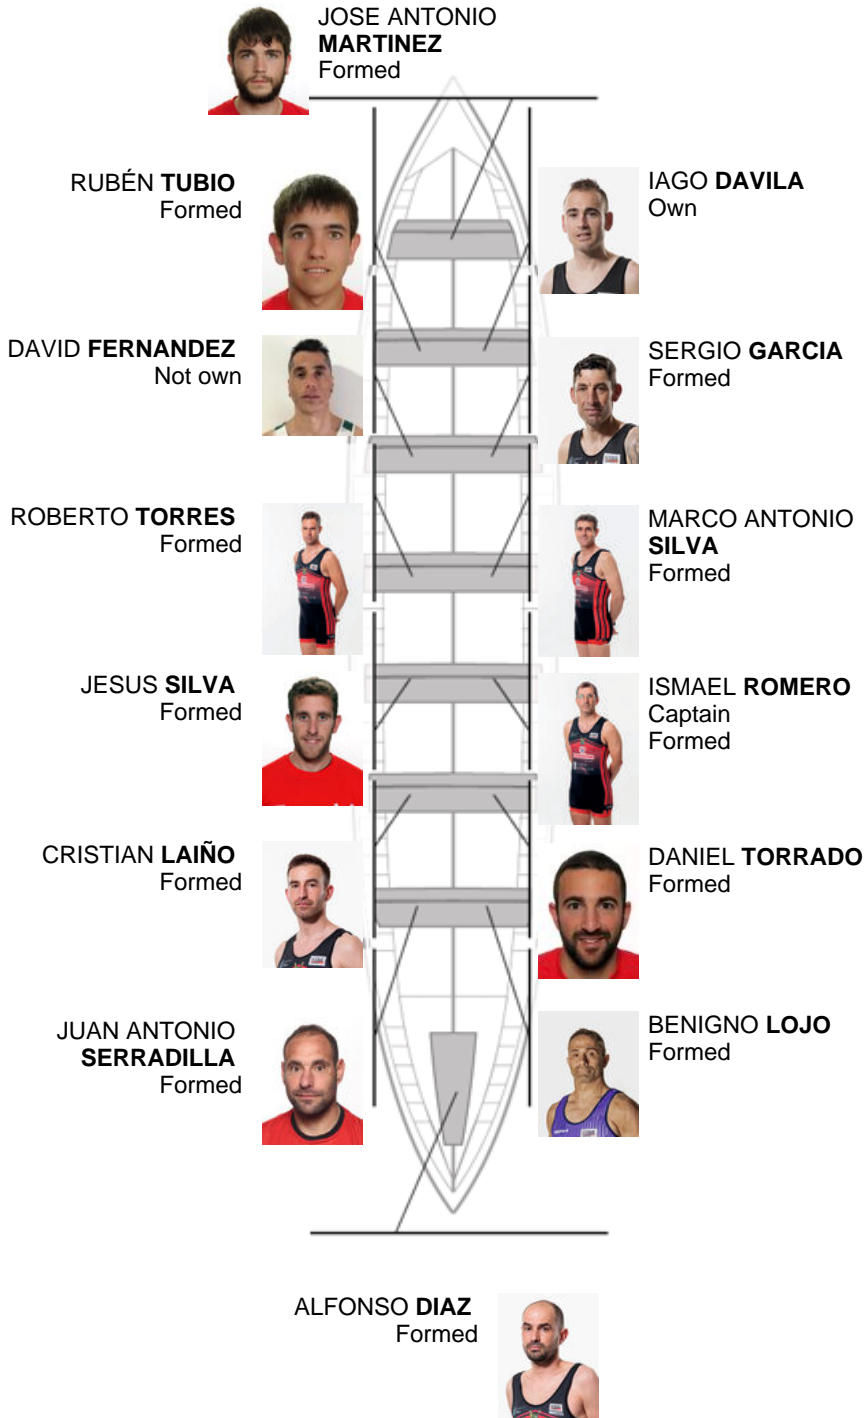 JOSE ANTONIO
MARTINEZ
Formed
RUBÉN TUBIO
Formed
IAGO DAVILA
Own
DAVID FERNANDEZ
Not own
SERGIO GARCIA
Formed
ROBERTO TORRES
Formed
MARCO ANTONIO
SILVA
Formed
JESUS SILVA
Formed
ISMAEL ROMERO
Captain
Formed
CRISTIAN LAIÑO
Formed
DANIEL TORRADO
Formed
JUAN ANTONIO
SERRADILLA
Formed
BENIGNO LOJO
Formed
ALFONSO DIAZ
Formed